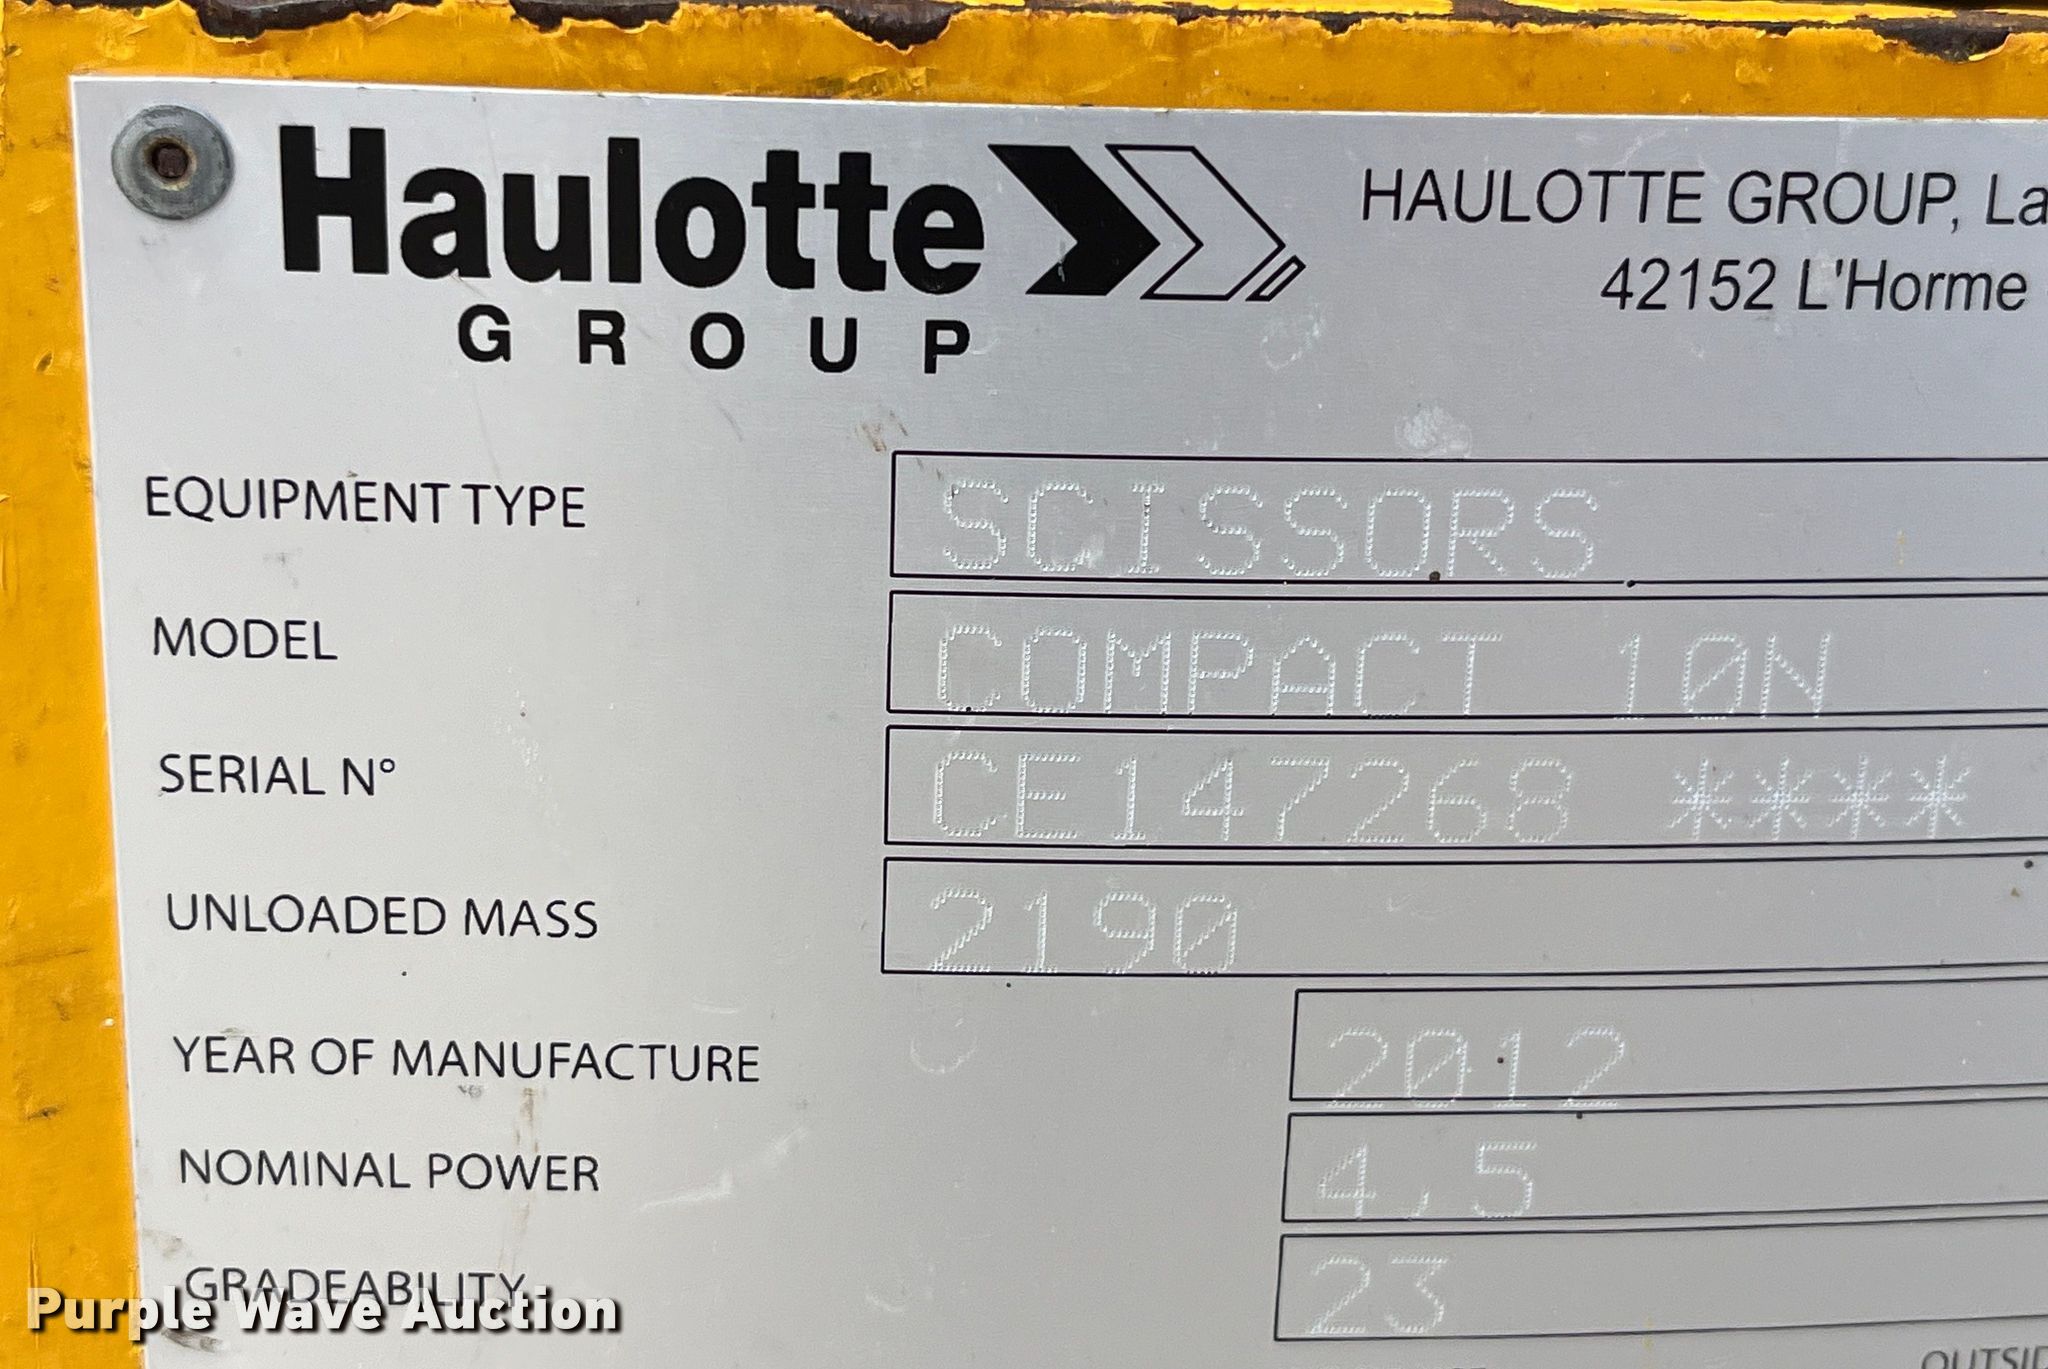 Haulotte
GROUP
HAULOTTE GROUP, La
42152 L'Horme
EQUIPMENT TYPE SCISSORS
MODEL COMPACT 10N
SERIAL N° CE147268 ****
UNLOADED MASS 2190
YEAR OF MANUFACTURE 2012
NOMINAL POWER 4,5
GRADEABILITY 23
Purple Wave Auction